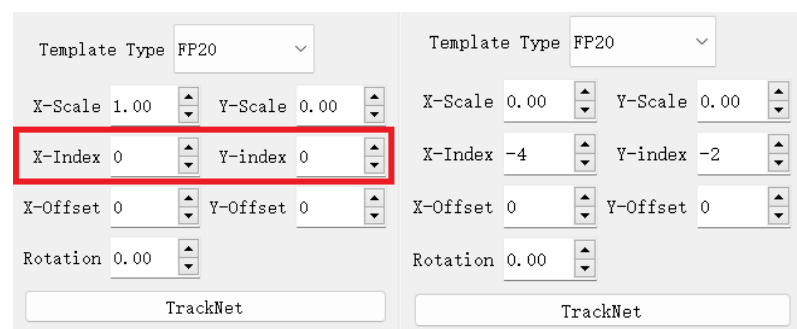 Template Type FP20
X-Scale 1.00 Y-Scale 0.00
X-Index 0 Y-index 0
X-Offset 0 Y-Offset 0
Rotation 0.00
TrackNet
Template Type FP20
X-Scale 0.00 Y-Scale 0.00
X-Index -4 Y-index -2
X-Offset 0 Y-Offset 0
Rotation 0.00
TrackNet